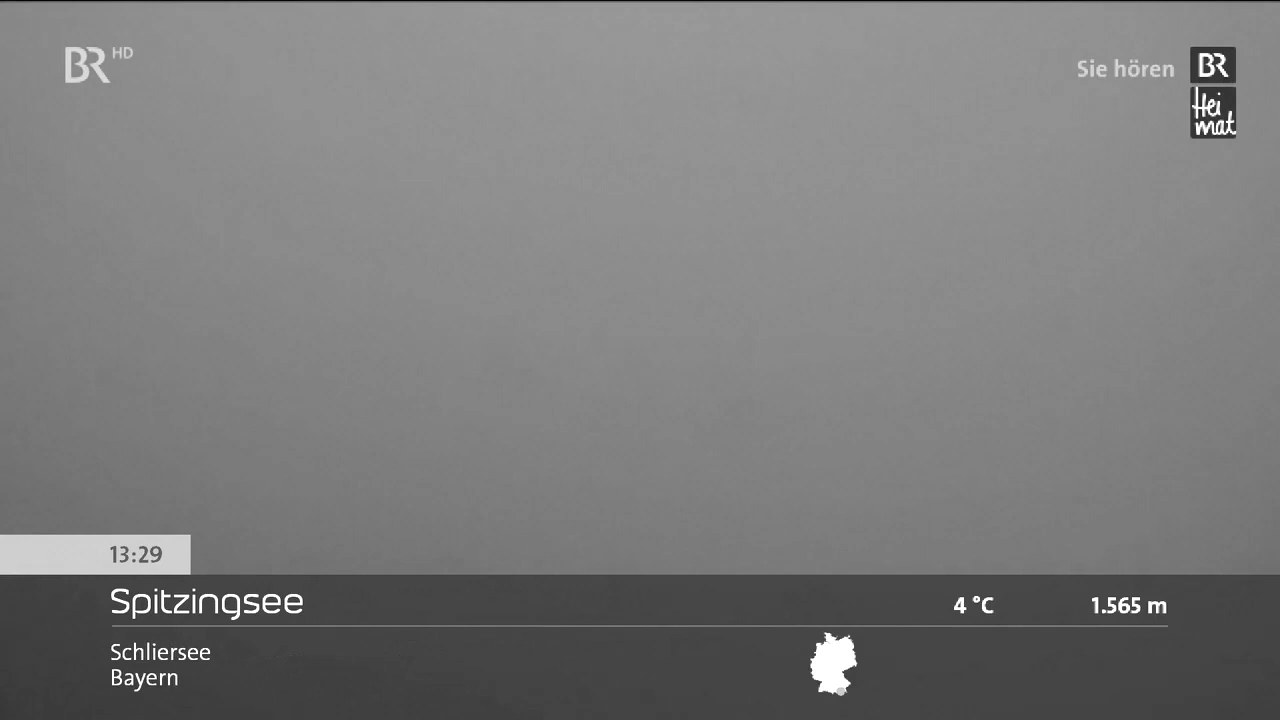 BR HD
Sie hören BR
Hei
mat
13:29
Spitzingsee 4 °C 1.565 m
Schliersee
Bayern